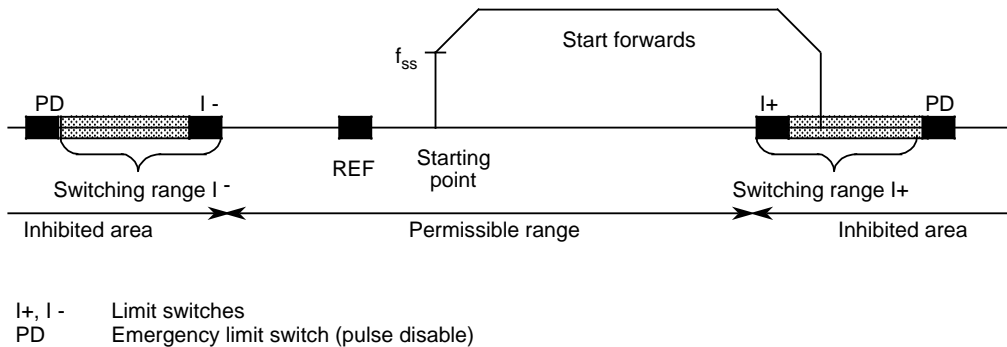 Start forwards
fss
PD
I -
I+
PD
REF
Starting
point
Switching range I -
Switching range I+
Inhibited area
Permissible range
Inhibited area
I+, I - Limit switches
PD Emergency limit switch (pulse disable)